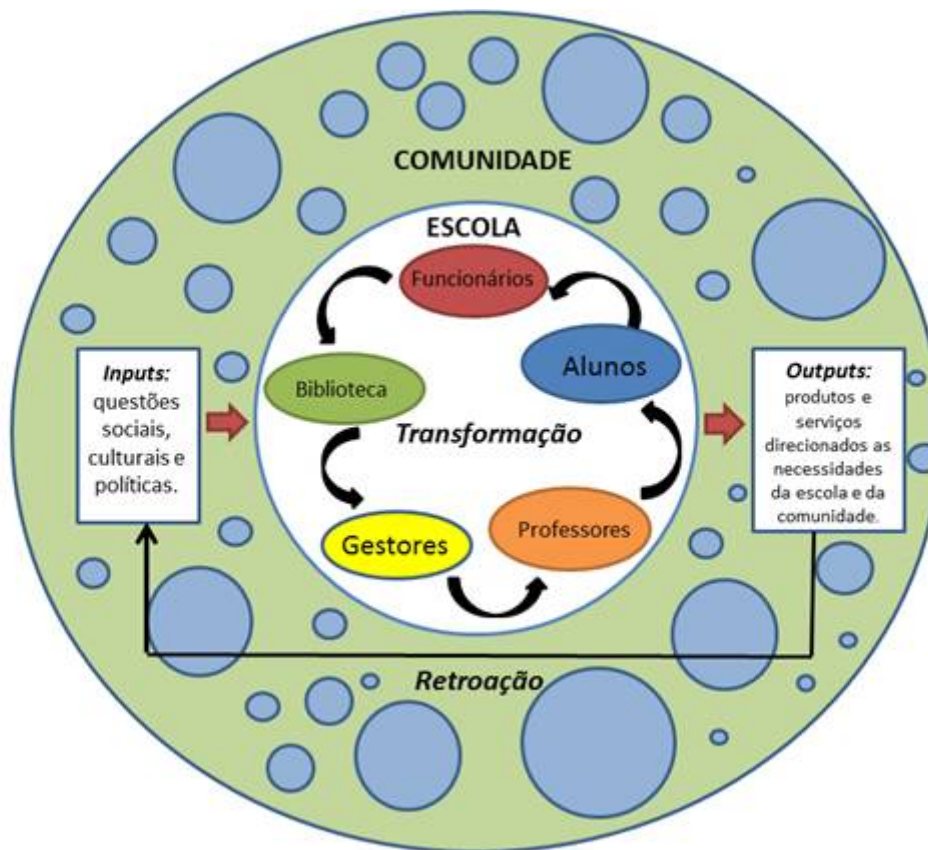 COMUNIDADE
ESCOLA
Funcionários
Biblioteca
Alunos
Transformação
Gestores
Professores
Inputs:
questões
sociais,
culturais e
políticas.
Outputs:
produtos e
serviços
direcionados as
necessidades
da escola e da
comunidade.
Retroação